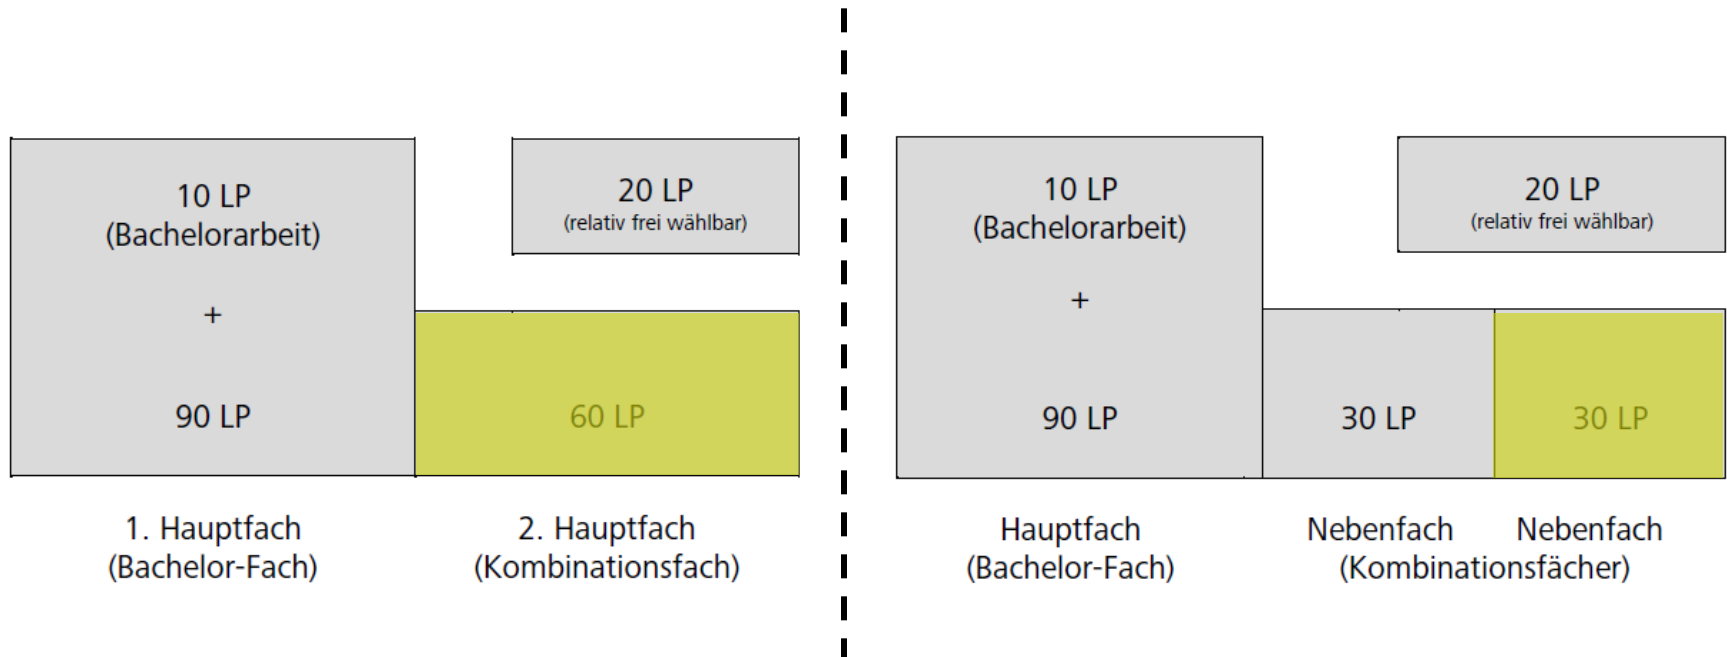 10 LP
(Bachelorarbeit)
+
90 LP
20 LP
(relativ frei wählbar)
60 LP
1. Hauptfach
(Bachelor-Fach)
2. Hauptfach
(Kombinationsfach)
10 LP
(Bachelorarbeit)
+
90 LP
20 LP
(relativ frei wählbar)
30 LP
30 LP
Hauptfach
(Bachelor-Fach)
Nebenfach
Nebenfach
(Kombinationsfächer)